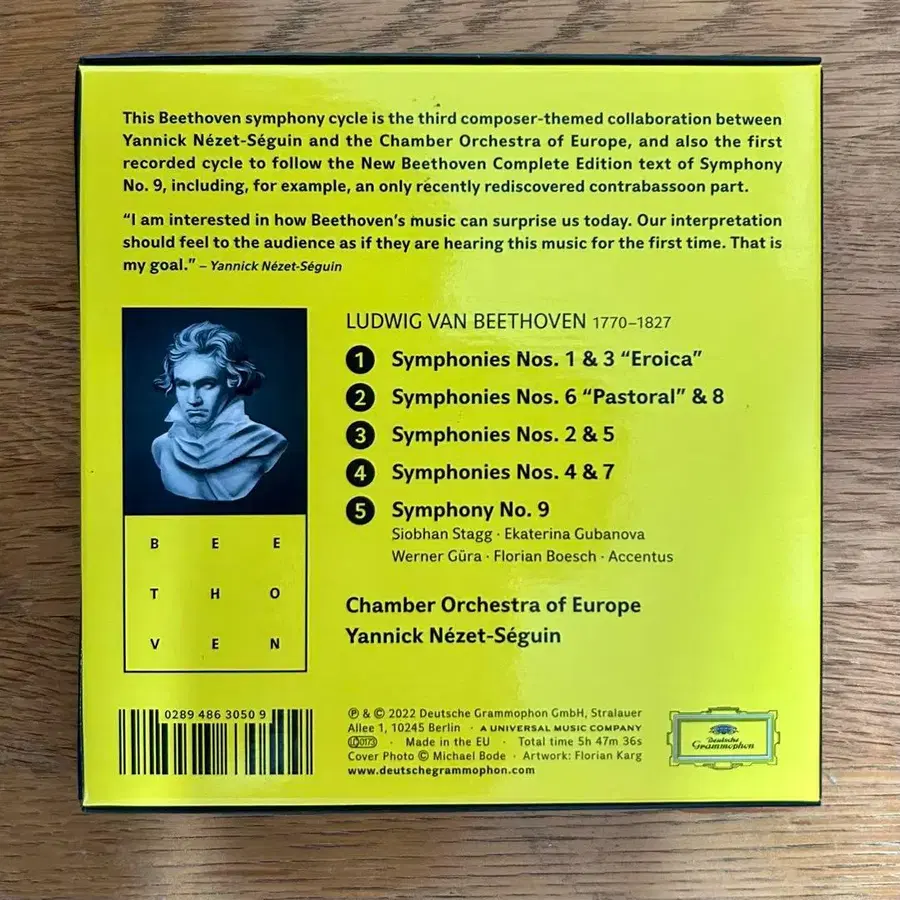 This Beethoven symphony cycle is the third composer-themed collaboration between
Yannick Nézet-Séguin and the Chamber Orchestra of Europe, and also the first
recorded cycle to follow the New Beethoven Complete Edition text of Symphony
No. 9, including, for example, an only recently rediscovered contrabassoon part.
“I am interested in how Beethoven’s music can surprise us today. Our interpretation
should feel to the audience as if they are hearing this music for the first time. That is
my goal.” – Yannick Nézet-Séguin
LUDWIG VAN BEETHOVEN 1770–1827
1 Symphonies Nos. 1 & 3 “Eroica”
2 Symphonies Nos. 6 “Pastoral” & 8
3 Symphonies Nos. 2 & 5
4 Symphonies Nos. 4 & 7
5 Symphony No. 9
Siobhan Stagg · Ekaterina Gubanova
Werner Güra · Florian Boesch · Accentus
B E E
T H O
V E N
Chamber Orchestra of Europe
Yannick Nézet-Séguin
0289 486 3050 9
℗ & © 2022 Deutsche Grammophon GmbH, Stralauer
Allee 1, 10245 Berlin · A UNIVERSAL MUSIC COMPANY
LC0173 · Made in the EU · Total time 5h 47m 36s
Cover Photo © Michael Bode · Artwork: Florian Karg
www.deutschegrammophon.com
Deutsche
Grammophon